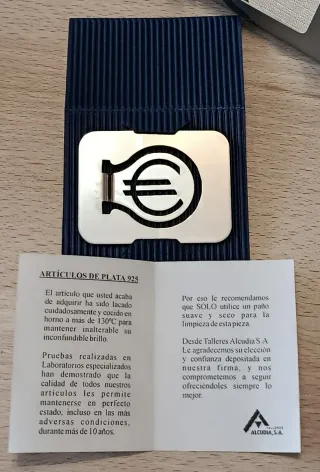 €
ARTÍCULOS DE PLATA 925
El artículo que usted acaba
de adquirir ha sido lacado
cuidadosamente y cocido en
horno a más de 130ºC para
mantener inalterable su
inconfundible brillo.
Pruebas realizadas en
Laboratorios especializados
han demostrado que la
calidad de todos nuestros
artículos les permite
mantenerse en perfecto
estado, incluso en las más
adversas condiciones,
durante más de 10 años.
Por eso le recomendamos
que SOLO utilice un paño
suave y seco para la
limpieza de esta pieza.
Desde Talleres Alcudia S.A
Le agradecemos su elección
y confianza depositada en
nuestra firma, y nos
comprometemos a seguir
ofreciéndoles siempre lo
mejor.
ALCUDIA, S.A.